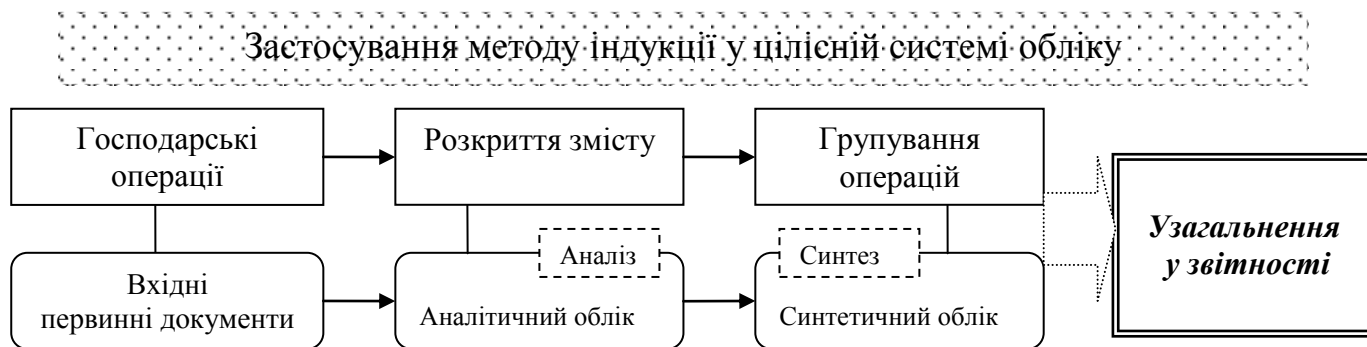 Застосування методу індукції у цілісній системі обліку
Господарські
операції
Розкриття змісту
Групування
операцій
Узагальнення
у звітності
Вхідні
первинні документи
Аналіз
Аналітичний облік
Синтез
Синтетичний облік